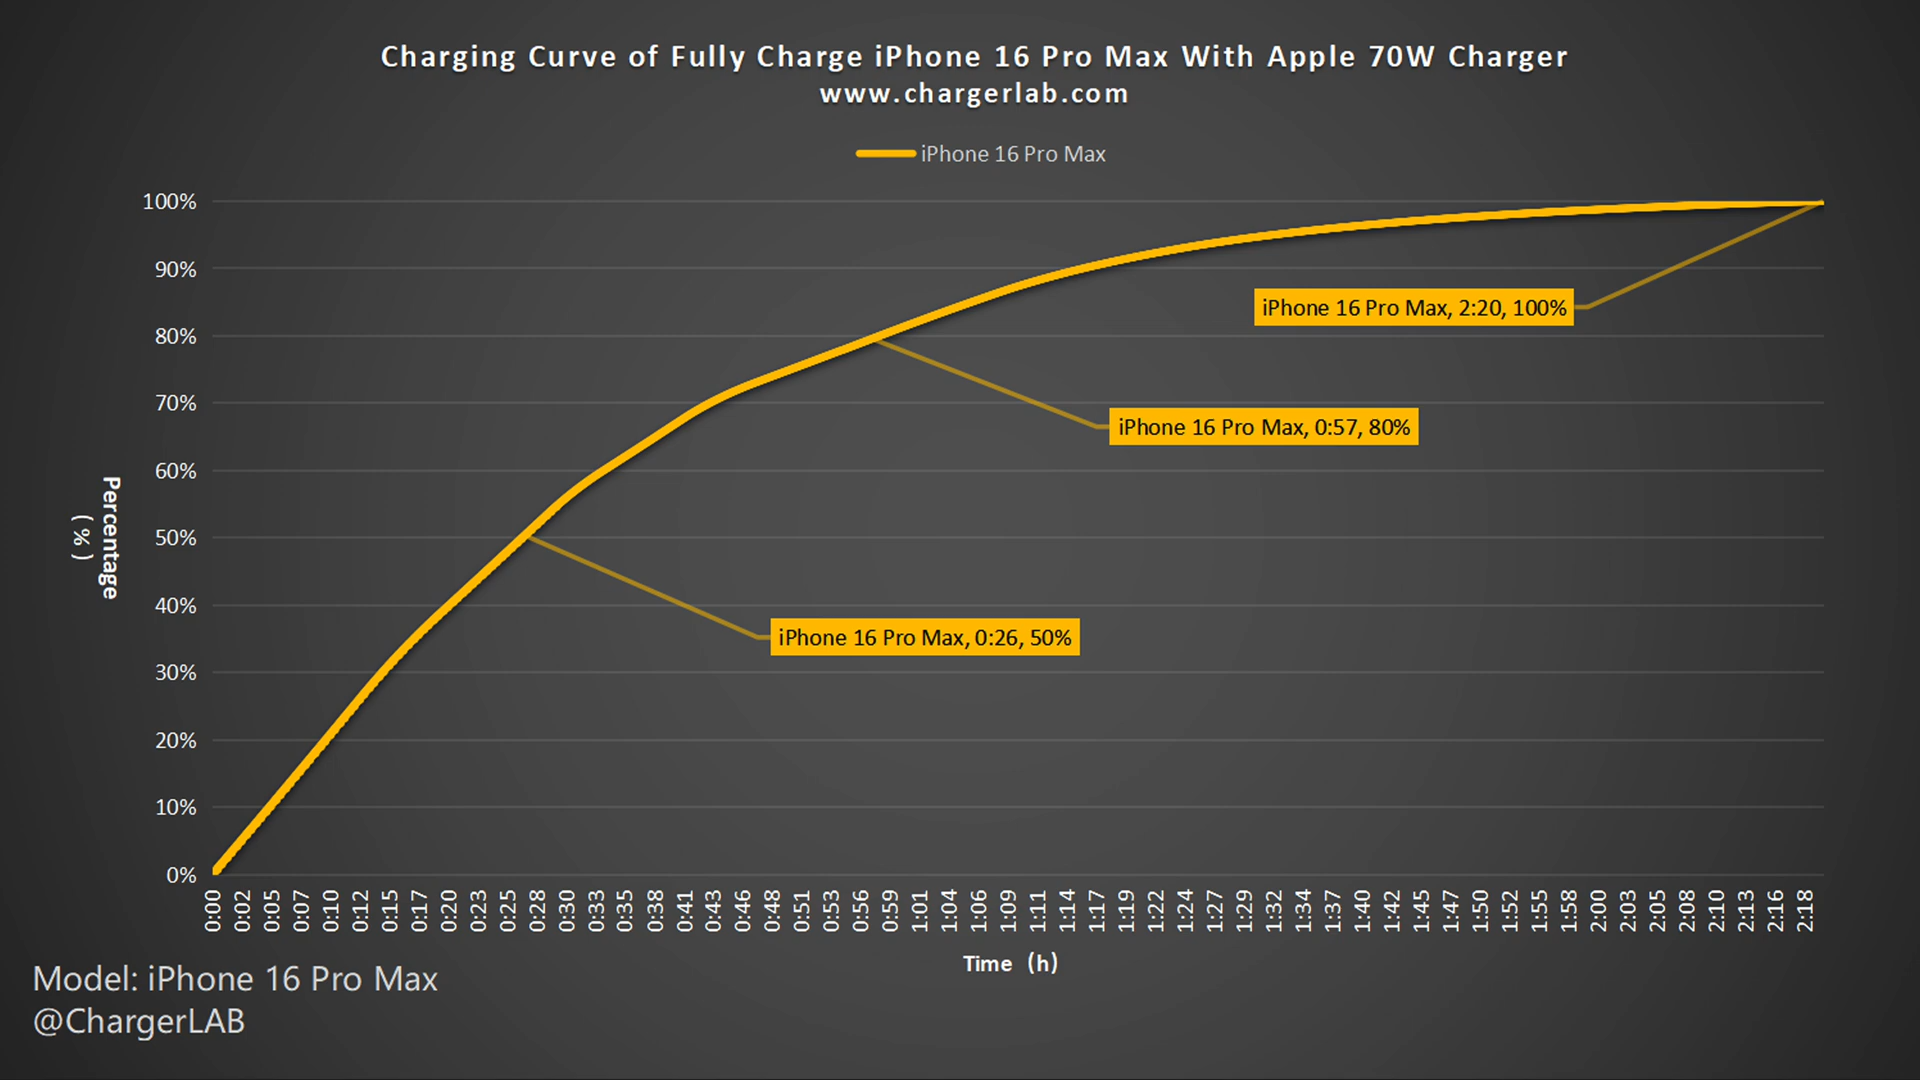 Charging Curve of Fully Charge iPhone 16 Pro Max With Apple 70W Charger
www.chargerlab.com
iPhone 16 Pro Max
100%
90%
80%
70%
60%
50%
40%
30%
20%
10%
0%
Percentage
(%)
iPhone 16 Pro Max, 2:20, 100%
iPhone 16 Pro Max, 0:57, 80%
iPhone 16 Pro Max, 0:26, 50%
0:00 0:02 0:05 0:07 0:10 0:12 0:15 0:17 0:20 0:23 0:25 0:28 0:30 0:33 0:35 0:38 0:41 0:43 0:46 0:48 0:51 0:53 0:56 0:59 1:01 1:04 1:06 1:09 1:11 1:14 1:17 1:19 1:22 1:24 1:27 1:29 1:32 1:34 1:37 1:40 1:42 1:45 1:47 1:50 1:52 1:55 1:58 2:00 2:03 2:05 2:08 2:10 2:13 2:16 2:18
Time (h)
Model: iPhone 16 Pro Max
@ChargerLAB